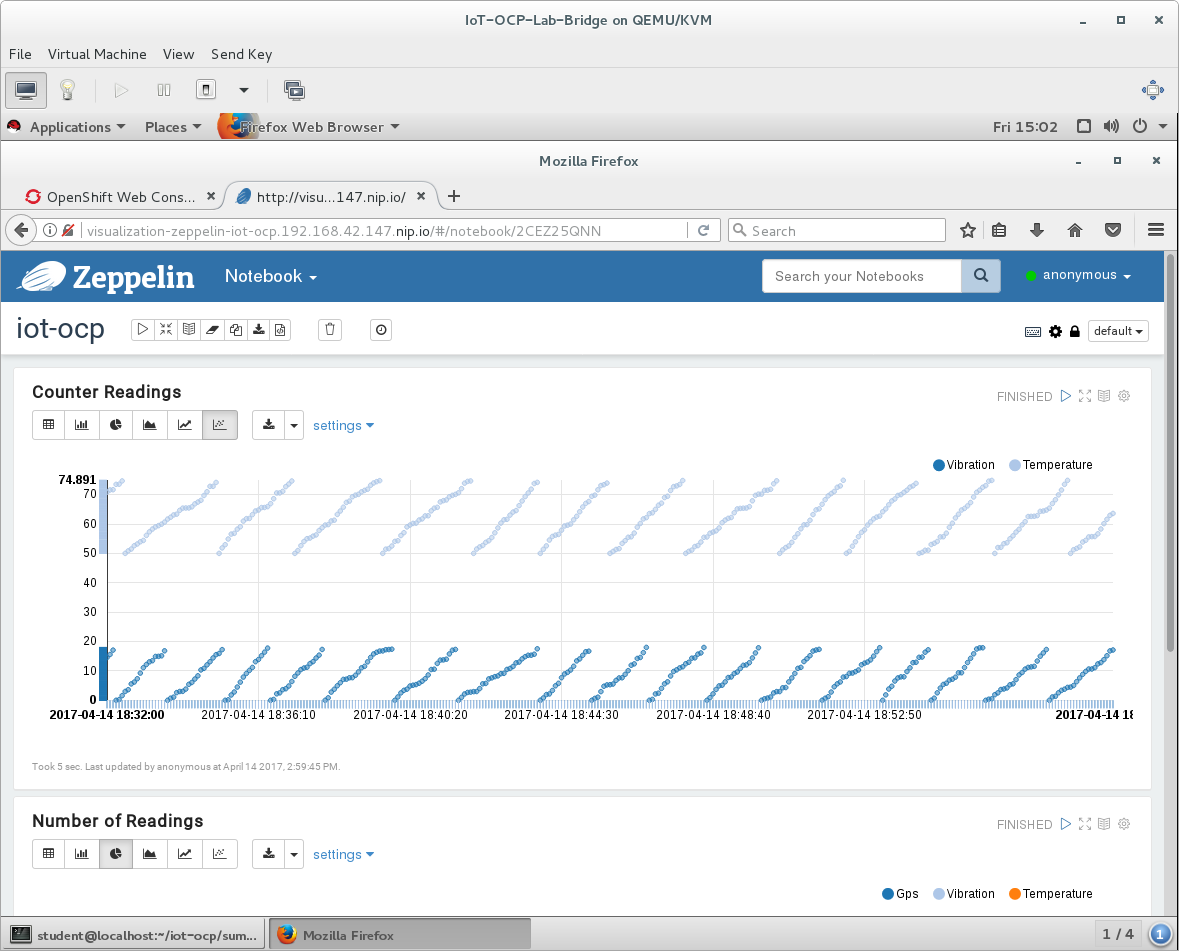 IoT-OCP-Lab-Bridge on QEMU/KVM
File Virtual Machine View Send Key
Applications Places Firefox Web Browser Fri 15:02
Mozilla Firefox
OpenShift Web Cons... http://visu...147.nip.io/
visualization-zeppelin-iot-ocp.192.168.42.147.nip.io/#/notebook/2CEZ25QNN Search
Zeppelin Notebook Search your Notebooks anonymous
iot-ocp default
Counter Readings FINISHED
settings
Vibration Temperature
74.891
70
60
50
40
30
20
10
0
2017-04-14 18:32:00 2017-04-14 18:36:10 2017-04-14 18:40:20 2017-04-14 18:44:30 2017-04-14 18:48:40 2017-04-14 18:52:50 2017-04-14 18
Took 5 sec. Last updated by anonymous at April 14 2017, 2:59:45 PM.
Number of Readings FINISHED
settings
Gps Vibration Temperature
student@localhost:~/iot-ocp/sum... Mozilla Firefox 1 / 4 1